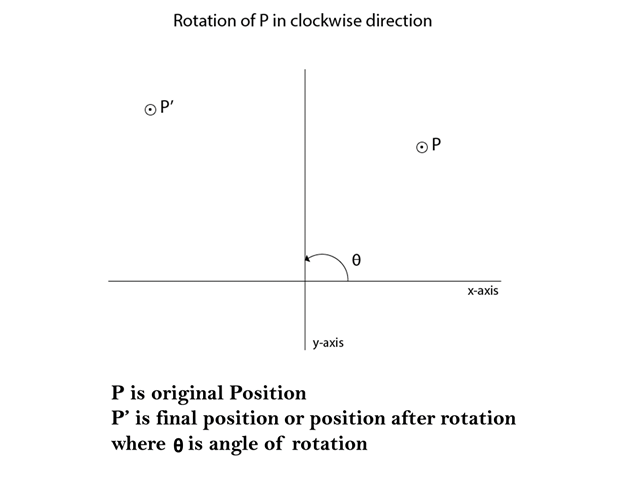 Rotation of P in clockwise direction
P′
P
θ
x-axis
y-axis
P is original Position
P’ is final position or position after rotation
where θ is angle of rotation